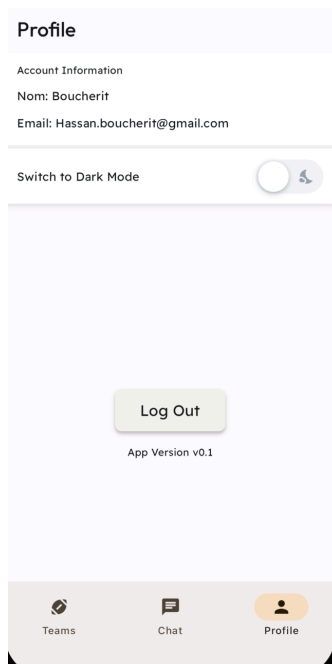 Profile
Account Information
Nom: Boucherit
Email: Hassan.boucherit@gmail.com
Switch to Dark Mode
Log Out
App Version v0.1
Teams Chat Profile